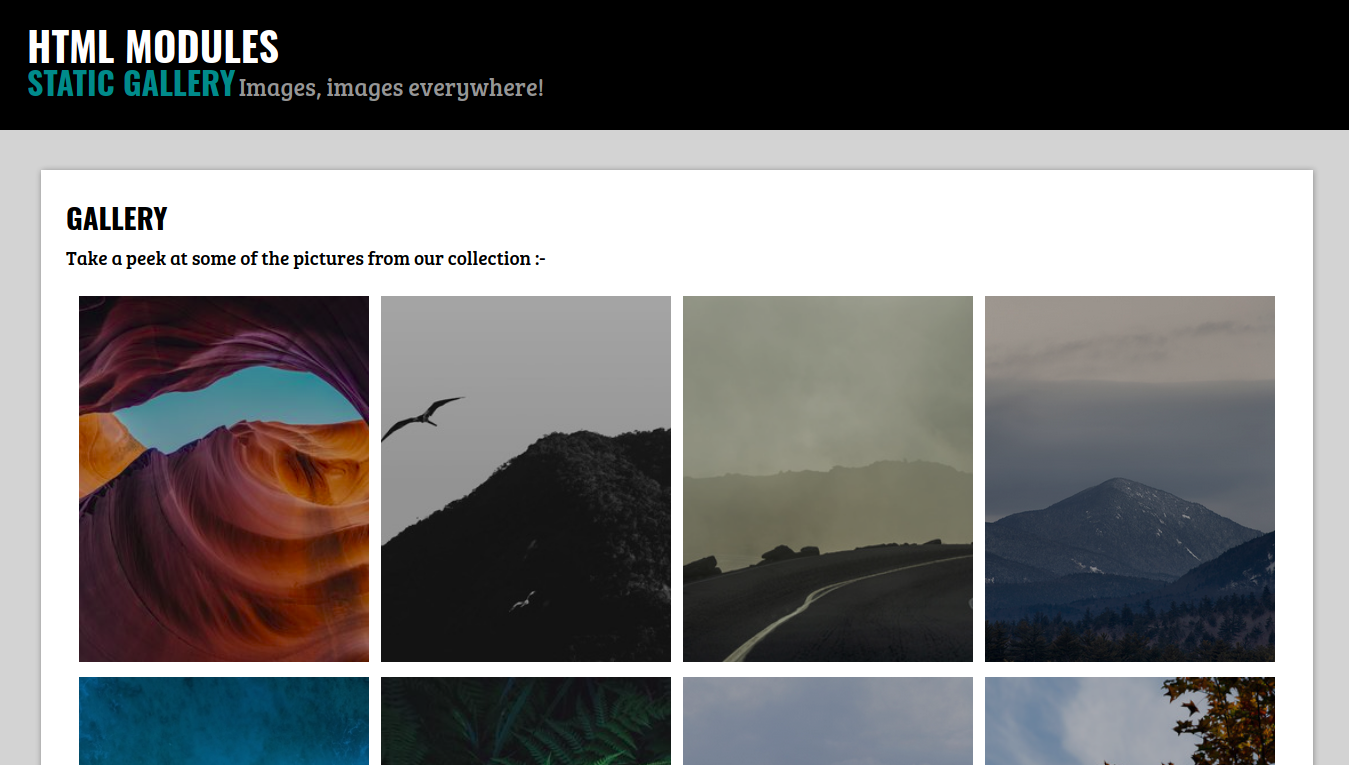 HTML MODULES
STATIC GALLERY Images, images everywhere!
GALLERY
Take a peek at some of the pictures from our collection :-